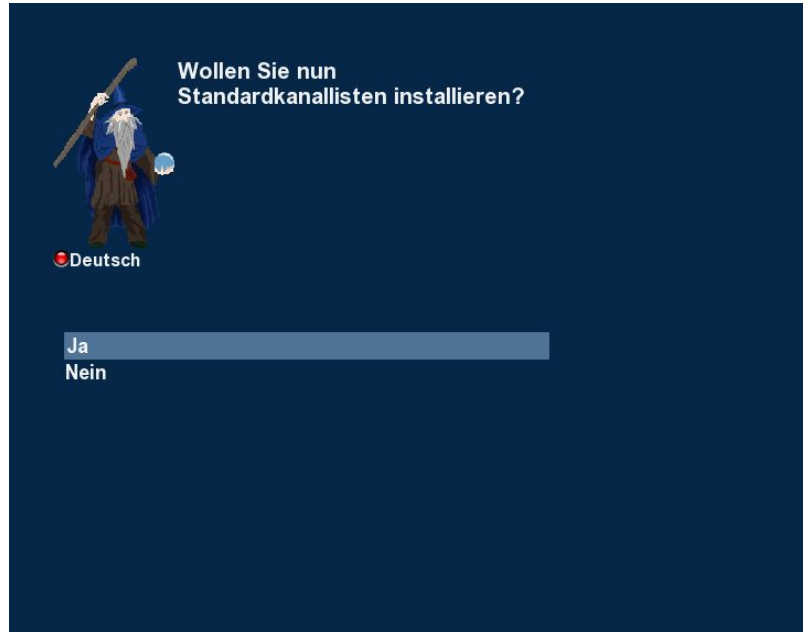 Wollen Sie nun
Standardkanallisten installieren?
Deutsch
Ja
Nein